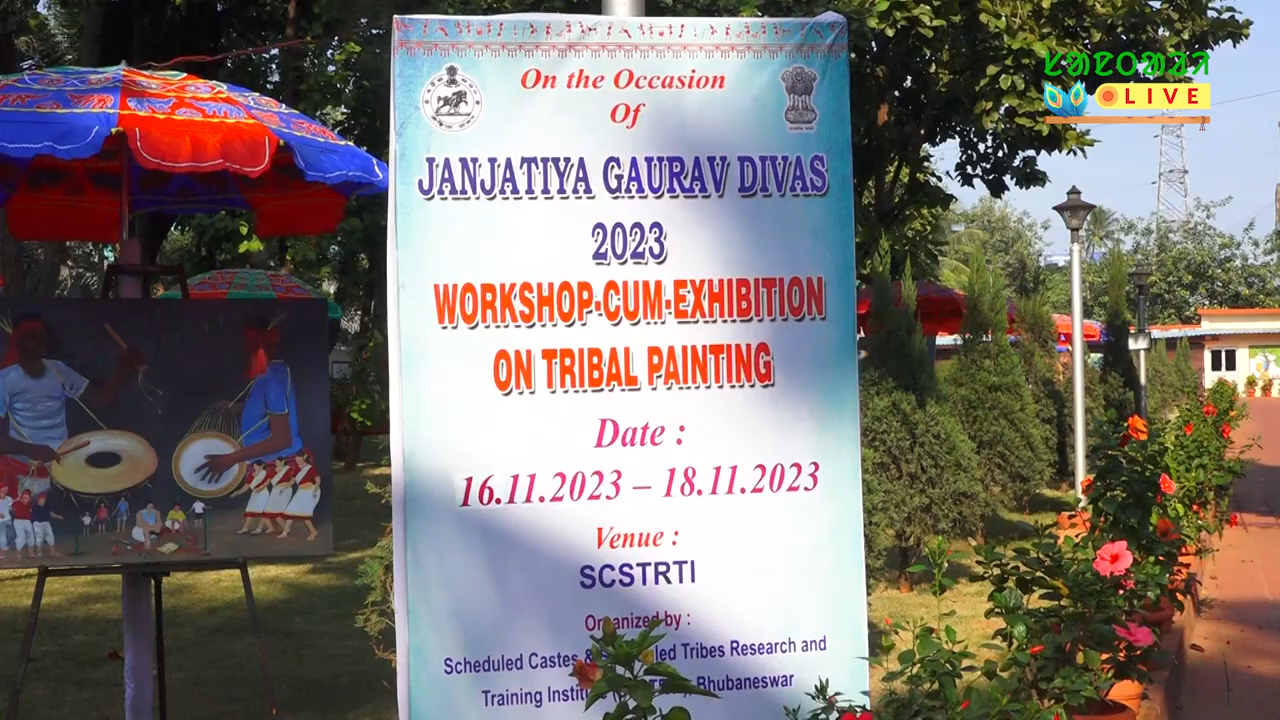 On the Occasion
Of
JANJATIYA GAURAV DIVAS
2023
WORKSHOP-CUM-EXHIBITION
ON TRIBAL PAINTING
Date :
16.11.2023 – 18.11.2023
Venue :
SCSTRTI
Organized by :
Scheduled Castes & led Tribes Research and
Training Bhubaneswar
LIVE